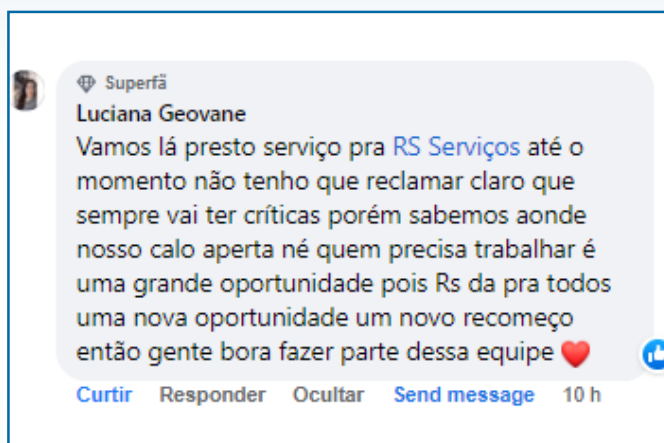 Superfã
Luciana Geovane
Vamos lá presto serviço pra RS Serviços até o
momento não tenho que reclamar claro que
sempre vai ter críticas porém sabemos aonde
nosso calo aperta né quem precisa trabalhar é
uma grande oportunidade pois Rs da pra todos
uma nova oportunidade um novo recomeço
então gente bora fazer parte dessa equipe ❤️
Curtir Responder Ocultar Send message 10 h